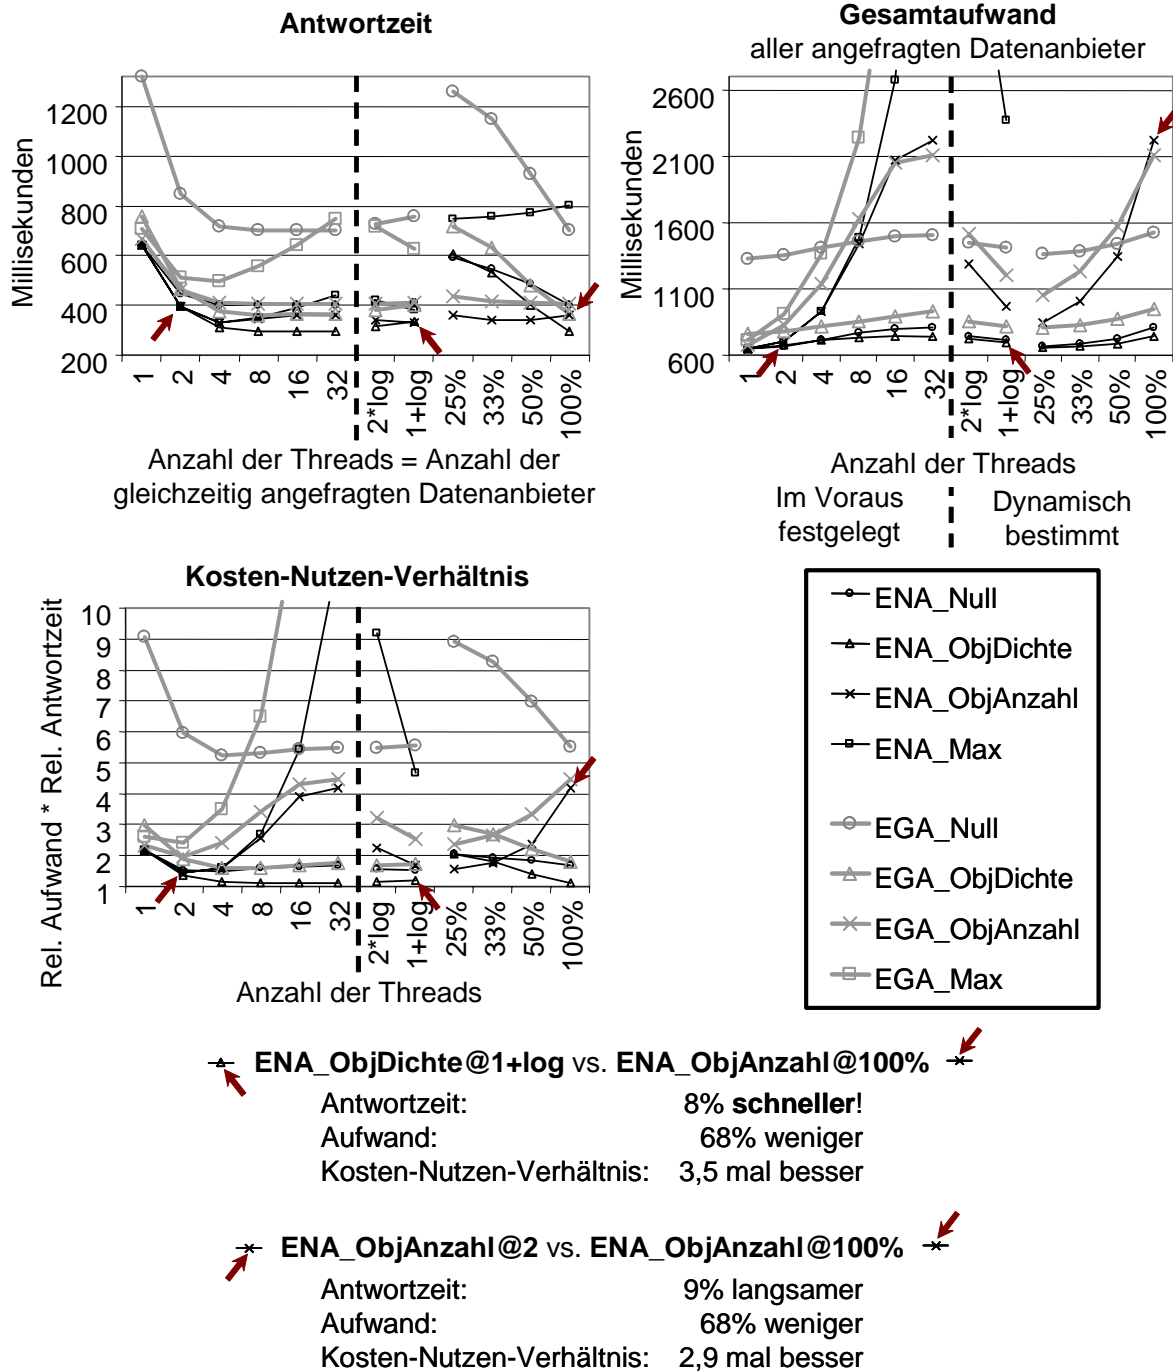 Antwortzeit
Millisekunden
1200
1000
800
600
400
200
1 2 4 8 16 32 2*log 1+log 25% 33% 50% 100%
Anzahl der Threads = Anzahl der
gleichzeitig angefragten Datenanbieter
Gesamtaufwand
aller angefragten Datenanbieter
Millisekunden
2600
2100
1600
1100
600
1 2 4 8 16 32 2*log 1+log 25% 33% 50% 100%
Anzahl der Threads
Im Voraus
festgelegt
Dynamisch
bestimmt
Kosten-Nutzen-Verhältnis
Rel. Aufwand * Rel. Antwortzeit
10
9
8
7
6
5
4
3
2
1
1 2 4 8 16 32 2*log 1+log 25% 33% 50% 100%
Anzahl der Threads
ENA_Null
ENA_ObjDichte
ENA_ObjAnzahl
ENA_Max
EGA_Null
EGA_ObjDichte
EGA_ObjAnzahl
EGA_Max
ENA_ObjDichte@1+log vs. ENA_ObjAnzahl@100%
Antwortzeit: 8% schneller!
Aufwand: 68% weniger
Kosten-Nutzen-Verhältnis: 3,5 mal besser
ENA_ObjAnzahl@2 vs. ENA_ObjAnzahl@100%
Antwortzeit: 9% langsamer
Aufwand: 68% weniger
Kosten-Nutzen-Verhältnis: 2,9 mal besser